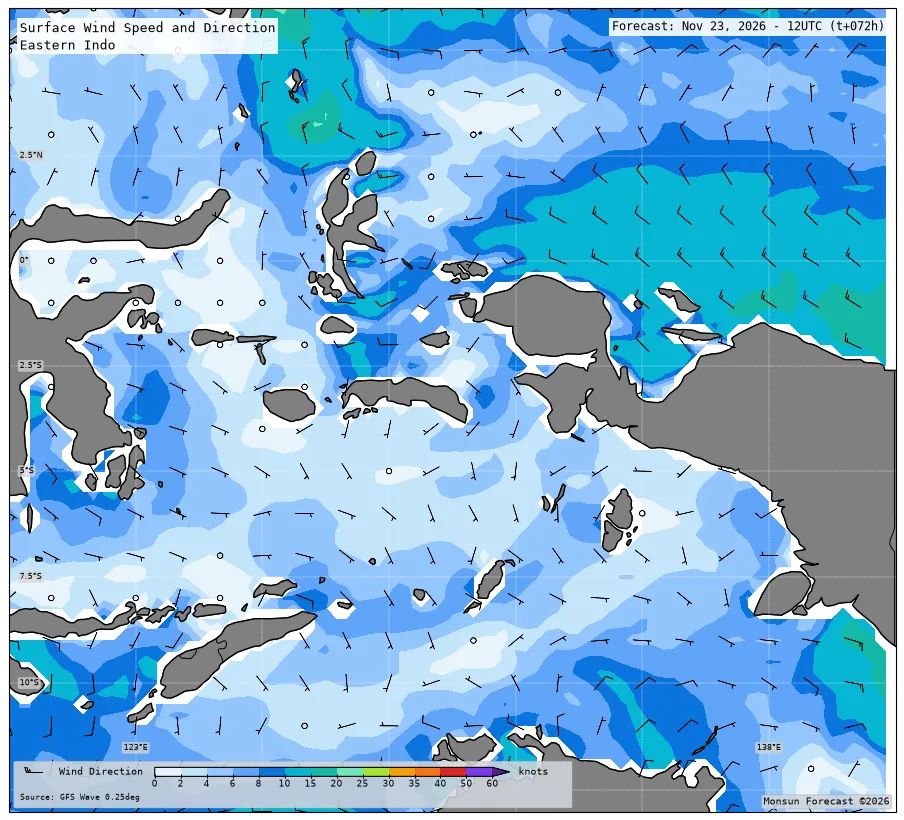 Surface Wind Speed and Direction
Eastern Indo
Forecast: Nov 23, 2026 - 12UTC (t+072h)
2.5°N
0°
2.5°S
5°S
7.5°S
10°S
123°E
138°E
Wind Direction
knots
0 2 4 6 8 10 15 20 25 30 35 40 50 60
Source: GFS Wave 0.25deg
Monsun Forecast ©2026